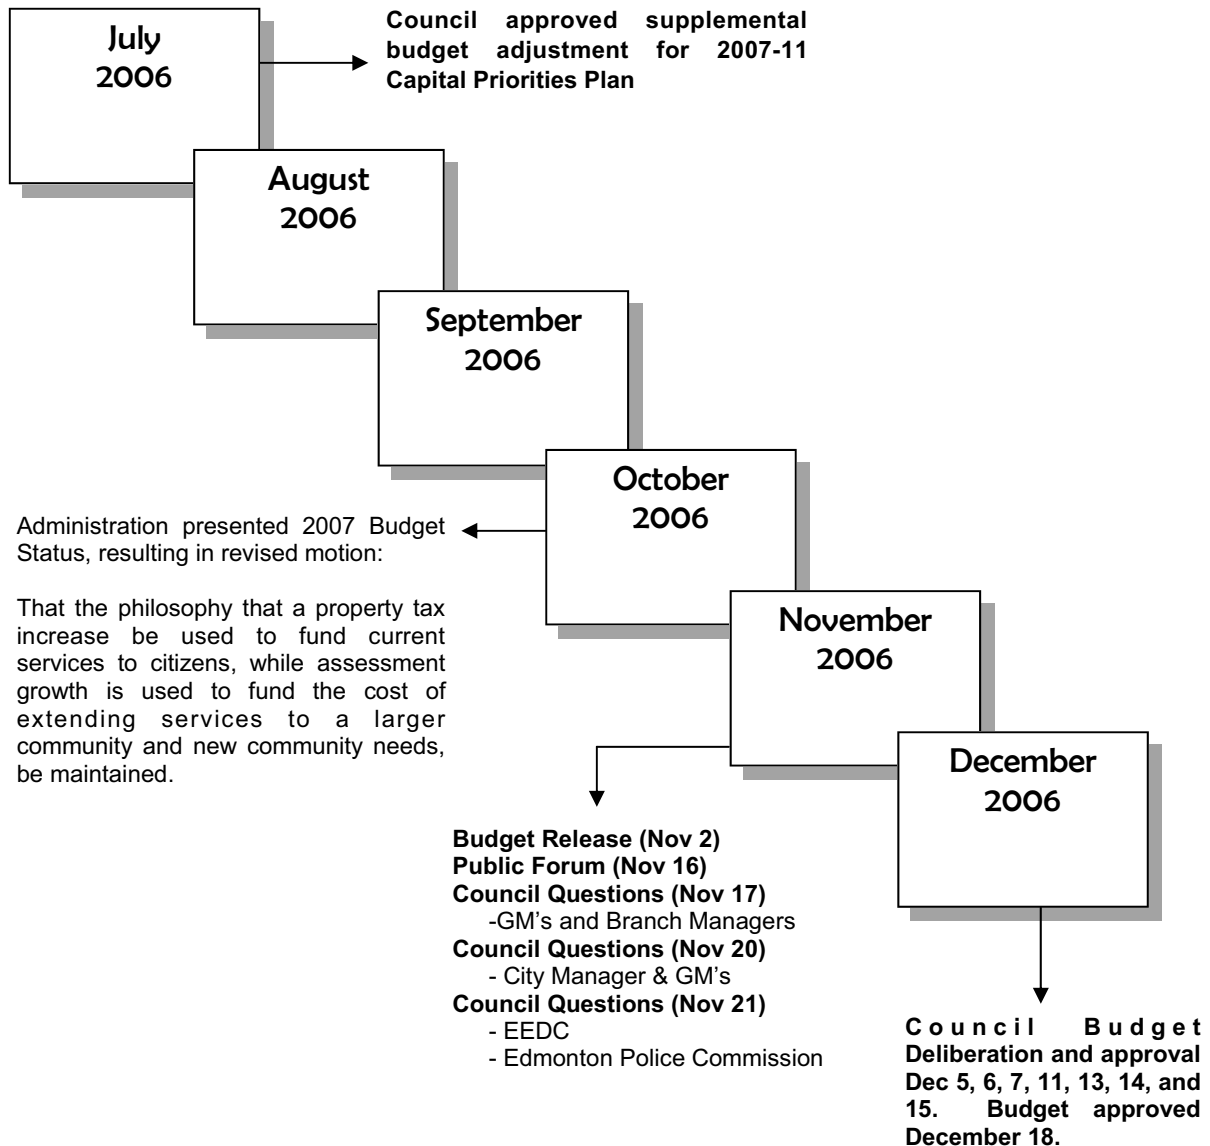 July
2006
Council approved supplemental
budget adjustment for 2007-11
Capital Priorities Plan
August
2006
September
2006
October
2006
Administration presented 2007 Budget
Status, resulting in revised motion:
That the philosophy that a property tax
increase be used to fund current
services to citizens, while assessment
growth is used to fund the cost of
extending services to a larger
community and new community needs,
be maintained.
November
2006
Budget Release (Nov 2)
Public Forum (Nov 16)
Council Questions (Nov 17)
-GM's and Branch Managers
Council Questions (Nov 20)
- City Manager & GM's
Council Questions (Nov 21)
- EEDC
- Edmonton Police Commission
December
2006
Council Budget
Deliberation and approval
Dec 5, 6, 7, 11, 13, 14, and
15. Budget approved
December 18.